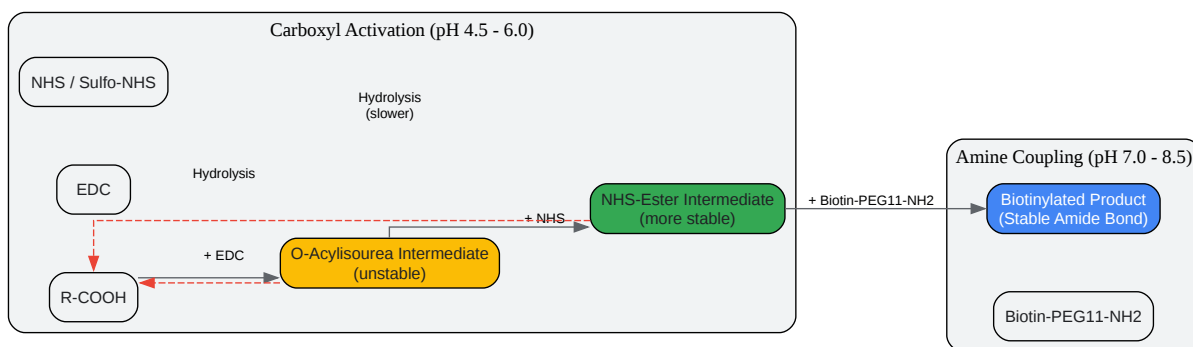 Carboxyl Activation (pH 4.5 - 6.0)
NHS / Sulfo-NHS
Hydrolysis
(slower)
Hydrolysis
EDC
NHS-Ester Intermediate
(more stable)
+ NHS
O-Acylisourea Intermediate
(unstable)
+ EDC
R-COOH
+ Biotin-PEG11-NH2
Amine Coupling (pH 7.0 - 8.5)
Biotinylated Product
(Stable Amide Bond)
Biotin-PEG11-NH2